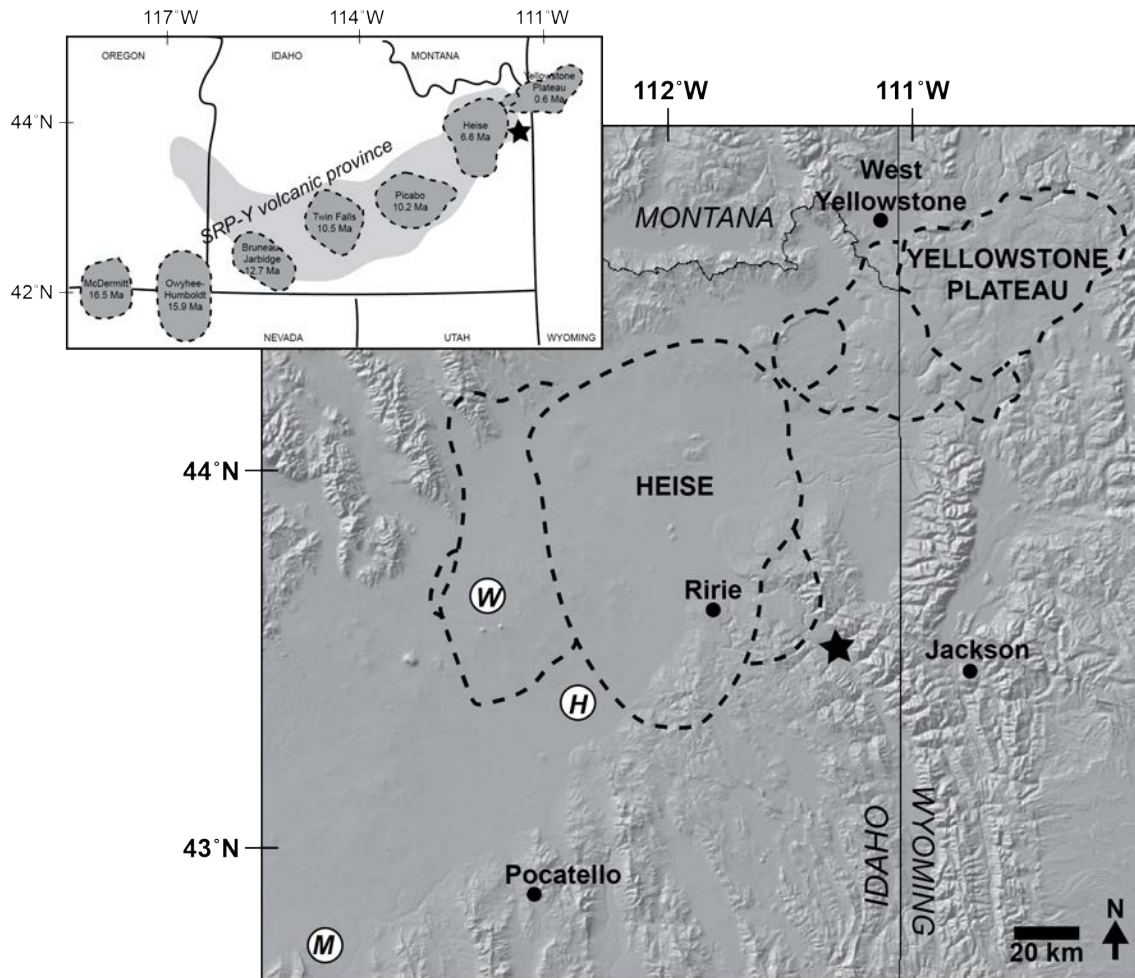 117˚W
114˚W
111˚W
OREGON
IDAHO
MONTANA
Yellowstone
Plateau
0.6 Ma
44˚N
Heise
6.6 Ma
SRP-Y volcanic province
Picabo
10.2 Ma
Twin Falls
10.5 Ma
Bruneau
Jarbidge
12.7 Ma
McDermitt
16.5 Ma
Owyhee-
Humboldt
15.9 Ma
42˚N
NEVADA
UTAH
WYOMING
112˚W
111˚W
West
Yellowstone
MONTANA
YELLOWSTONE
PLATEAU
44˚N
HEISE
W
Ririe
Jackson
H
43˚N
IDAHO
WYOMING
Pocatello
M
N
20 km